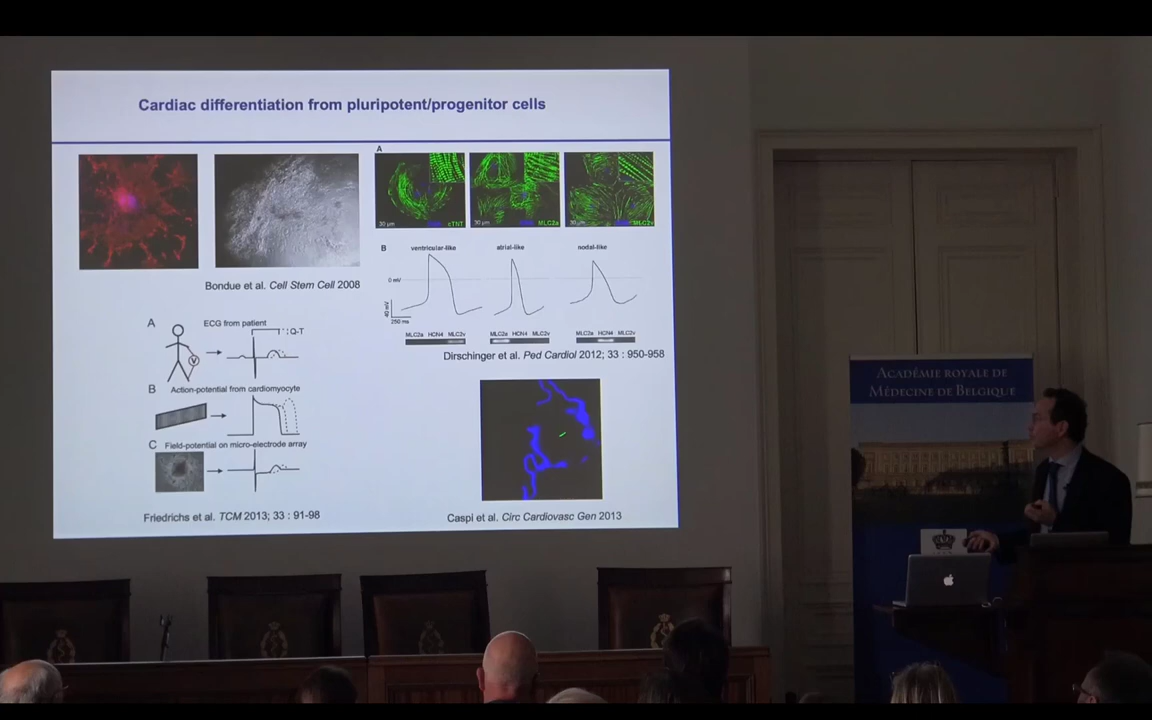 Cardiac differentiation from pluripotent/progenitor cells
A
30 µm cTNT
30 µm MLC2a
30 MLC2v
Bondue et al. Cell Stem Cell 2008
B ventricular-like atrial-like nodal-like
0 mV
40 mV
250 ms
MLC2a HCN4 MLC2v MLC2a HCN4 MLC2v MLC2a HCN4 MLC2v
Dirschinger et al. Ped Cardiol 2012; 33 : 950-958
A ECG from patient
Q-T
V
B Action-potential from cardiomyocyte
C Field-potential on micro-electrode array
Friedrichs et al. TCM 2013; 33 : 91-98
Caspi et al. Circ Cardiovasc Gen 2013
ACADÉMIE ROYALE DE
MÉDECINE DE BELGIQUE